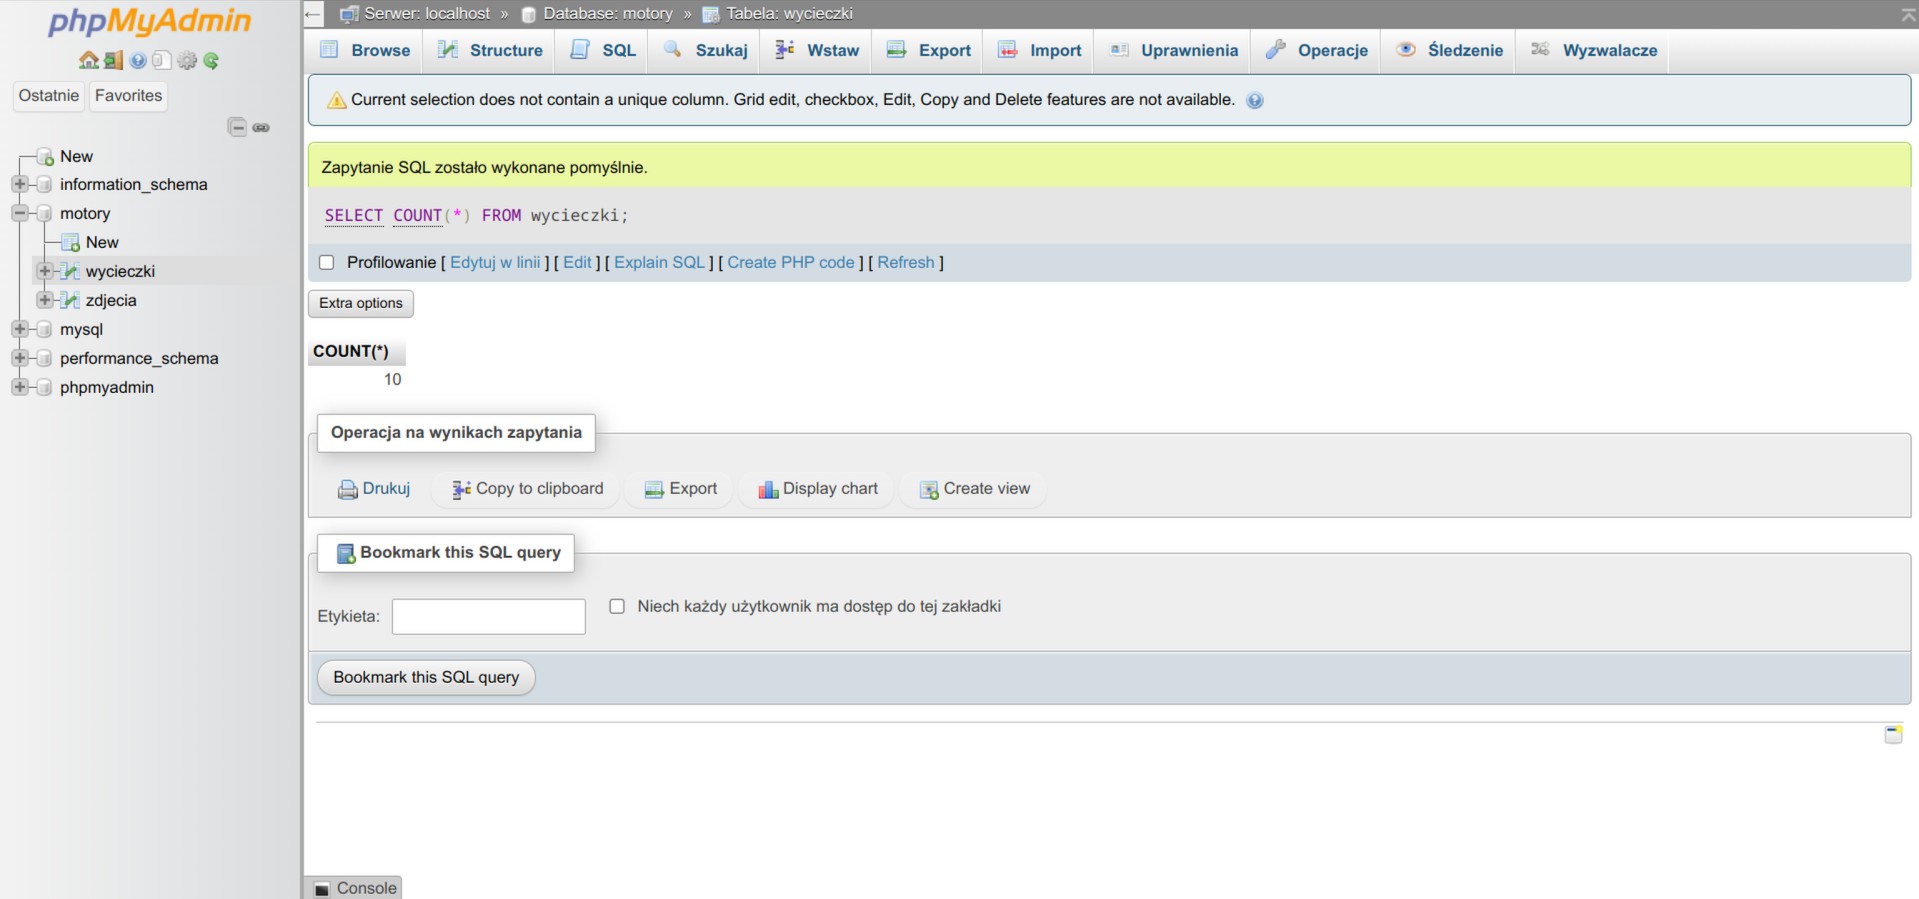 phpMyAdmin
Ostatnie Favorites
New
information_schema
motory
New
wycieczki
zdjecia
mysql
performance_schema
phpmyadmin
Serwer: localhost » Database: motory » Tabela: wycieczki
Browse Structure SQL Szukaj Wstaw Export Import Uprawnienia Operacje Śledzenie Wyzwalacze
Current selection does not contain a unique column. Grid edit, checkbox, Edit, Copy and Delete features are not available.
Zapytanie SQL zostało wykonane pomyślnie.
SELECT COUNT(*) FROM wycieczki;
Profilowanie [ Edytuj w linii ] [ Edit ] [ Explain SQL ] [ Create PHP code ] [ Refresh ]
Extra options
COUNT(*)
10
Operacja na wynikach zapytania
Drukuj Copy to clipboard Export Display chart Create view
Bookmark this SQL query
Etykieta: Niech każdy użytkownik ma dostęp do tej zakładki
Bookmark this SQL query
Console